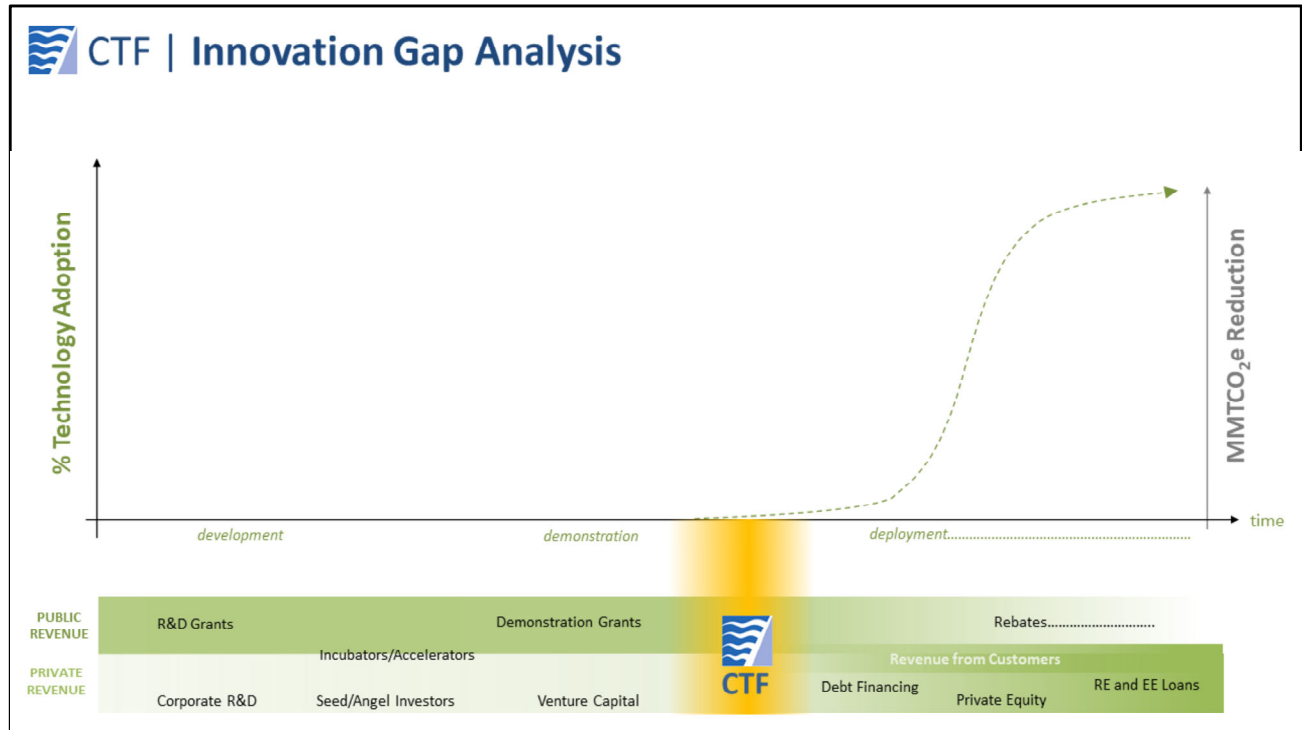 CTF | Innovation Gap Analysis
% Technology Adoption
MMTCO₂e Reduction
time
development
demonstration
deployment.................................................................
PUBLIC
REVENUE
R&D Grants
Demonstration Grants
Rebates............................
Incubators/Accelerators
Revenue from Customers
PRIVATE
REVENUE
Corporate R&D
Seed/Angel Investors
Venture Capital
CTF
Debt Financing
Private Equity
RE and EE Loans